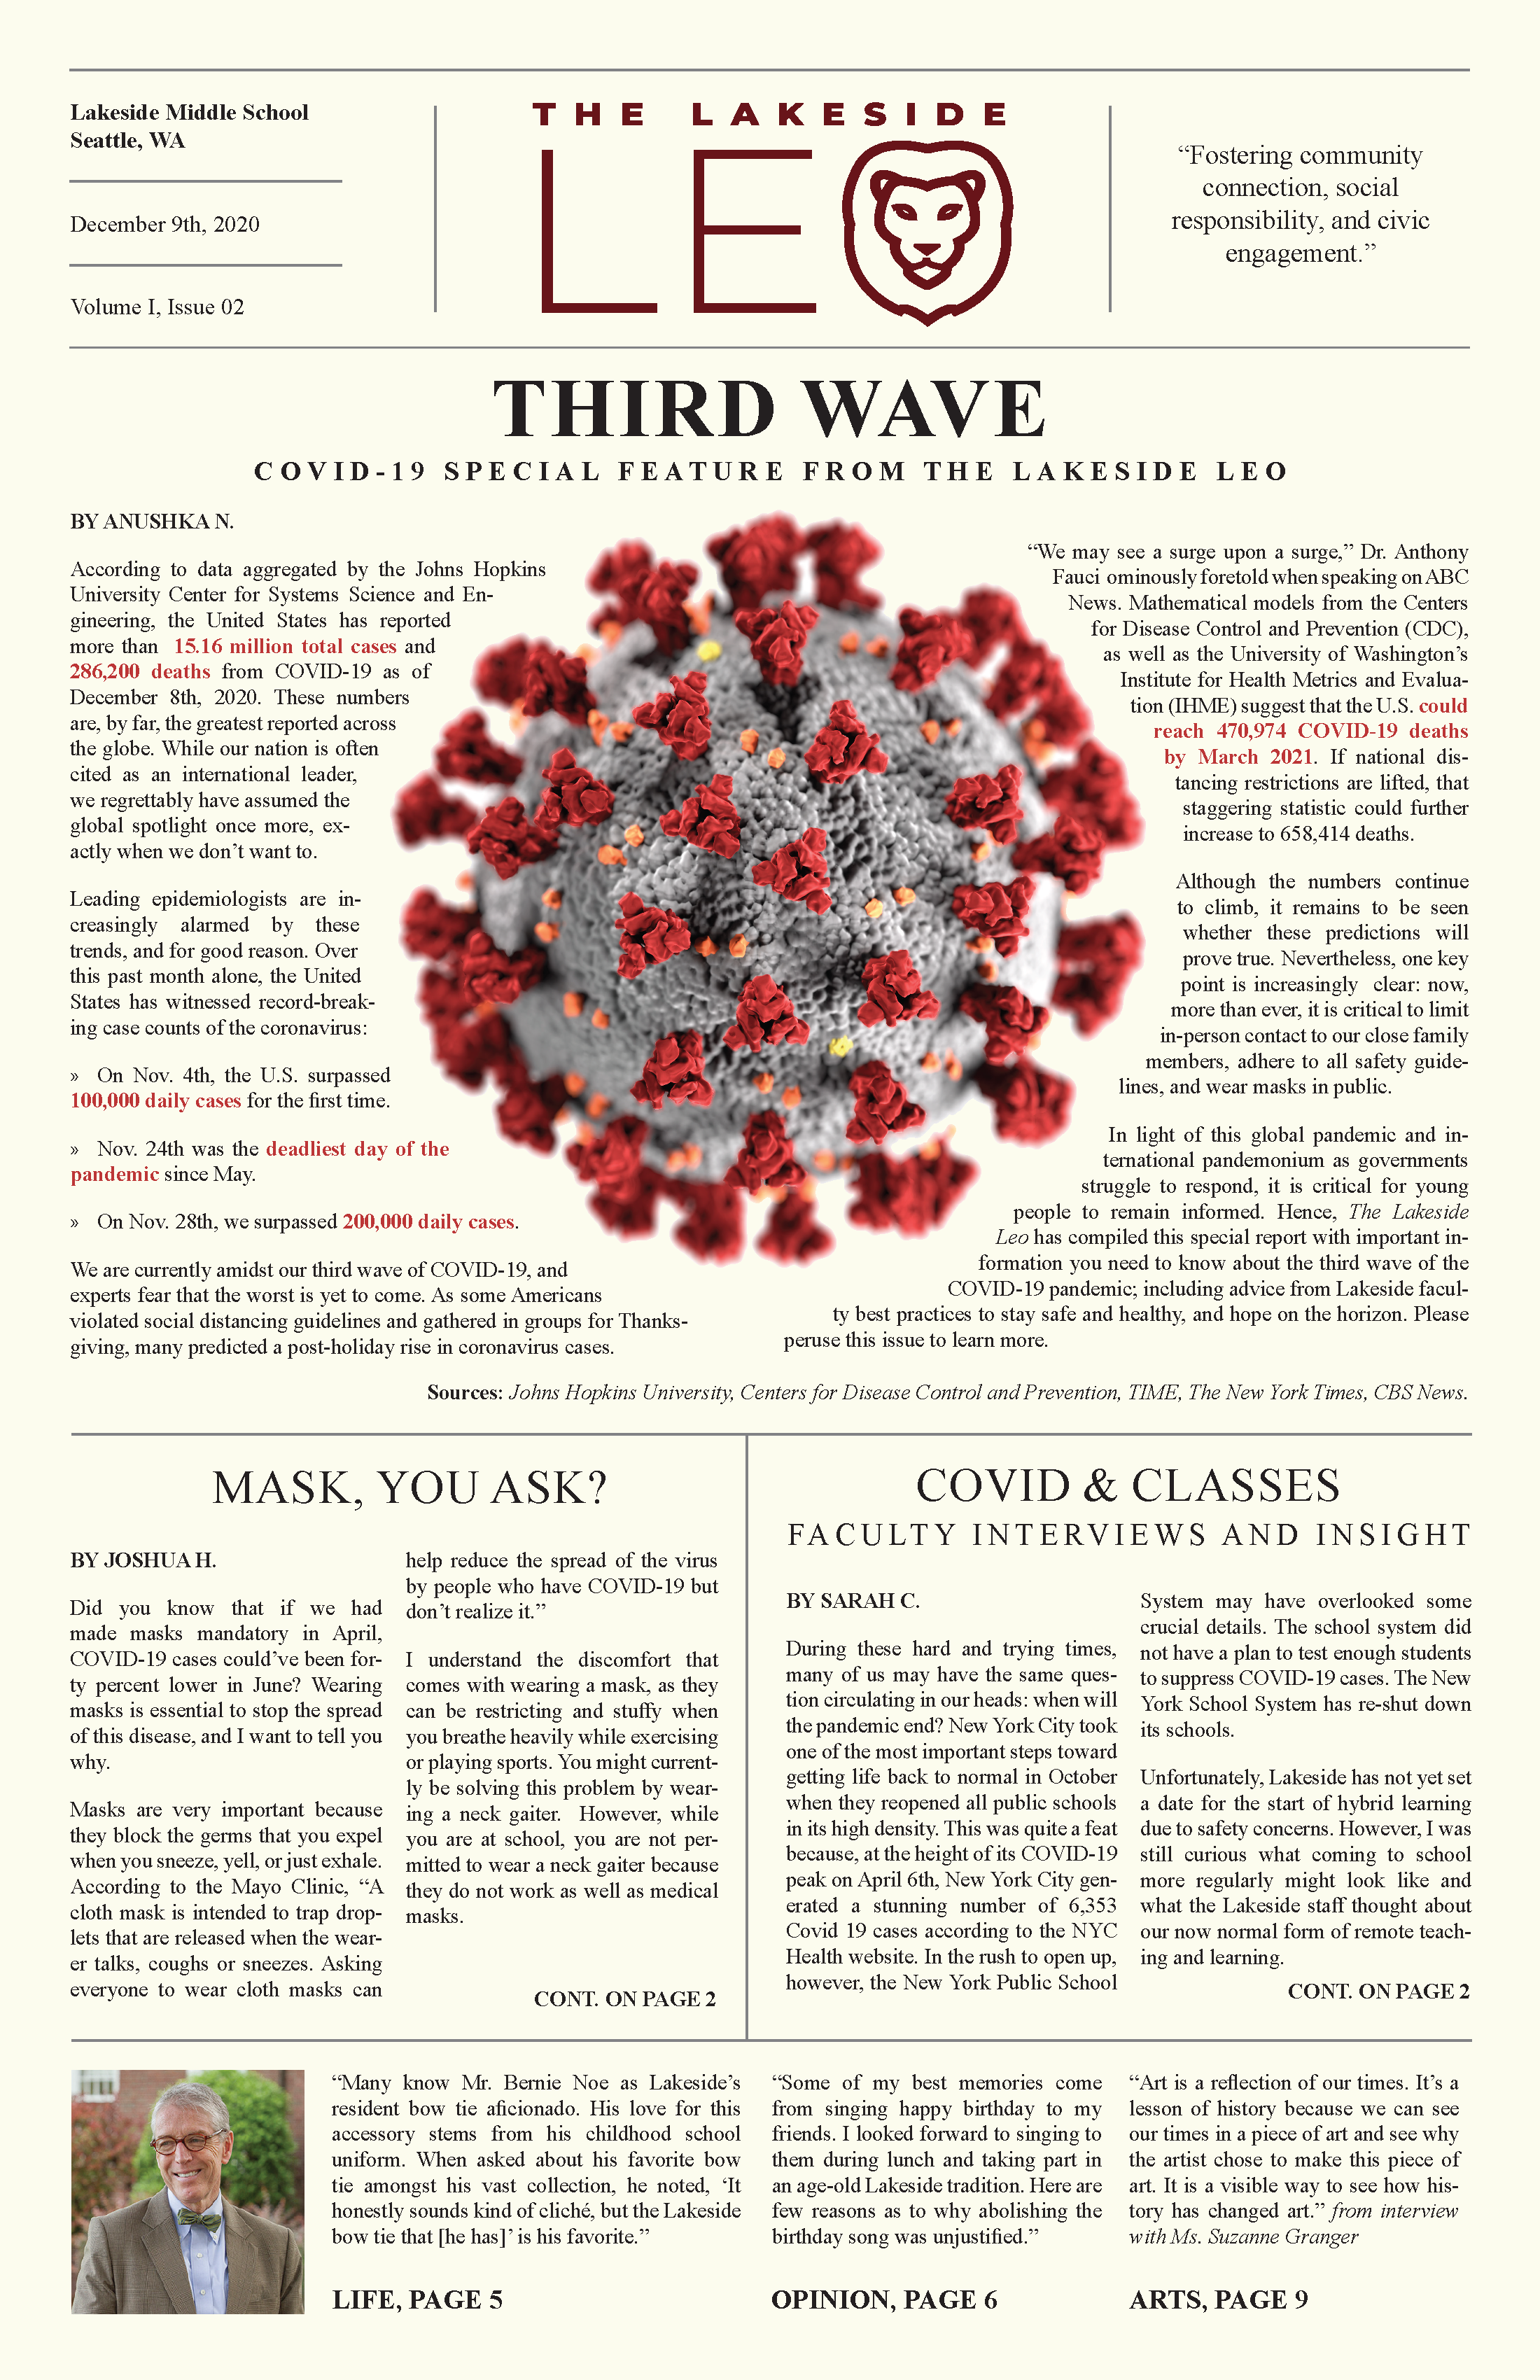 Lakeside Middle School
Seattle, WA
December 9th, 2020
Volume I, Issue 02
THE LAKESIDE
LEO
“Fostering community
connection, social
responsibility, and civic
engagement.”
THIRD WAVE
COVID-19 SPECIAL FEATURE FROM THE LAKESIDE LEO
BY ANUSHKA N.
According to data aggregated by the Johns Hopkins
University Center for Systems Science and En-
gineering, the United States has reported
more than 15.16 million total cases and
286,200 deaths from COVID-19 as of
December 8th, 2020. These numbers
are, by far, the greatest reported across
the globe. While our nation is often
cited as an international leader,
we regrettably have assumed the
global spotlight once more, ex-
actly when we don’t want to.
Leading epidemiologists are in-
creasingly alarmed by these
trends, and for good reason. Over
this past month alone, the United
States has witnessed record-break-
ing case counts of the coronavirus:
» On Nov. 4th, the U.S. surpassed
100,000 daily cases for the first time.
» Nov. 24th was the deadliest day of the
pandemic since May.
» On Nov. 28th, we surpassed 200,000 daily cases.
We are currently amidst our third wave of COVID-19, and
experts fear that the worst is yet to come. As some Americans
violated social distancing guidelines and gathered in groups for Thanks-
giving, many predicted a post-holiday rise in coronavirus cases.
“We may see a surge upon a surge,” Dr. Anthony
Fauci ominously foretold when speaking on ABC
News. Mathematical models from the Centers
for Disease Control and Prevention (CDC),
as well as the University of Washington’s
Institute for Health Metrics and Evalua-
tion (IHME) suggest that the U.S. could
reach 470,974 COVID-19 deaths
by March 2021. If national dis-
tancing restrictions are lifted, that
staggering statistic could further
increase to 658,414 deaths.
Although the numbers continue
to climb, it remains to be seen
whether these predictions will
prove true. Nevertheless, one key
point is increasingly clear: now,
more than ever, it is critical to limit
in-person contact to our close family
members, adhere to all safety guide-
lines, and wear masks in public.
In light of this global pandemic and in-
ternational pandemonium as governments
struggle to respond, it is critical for young
people to remain informed. Hence, The Lakeside
Leo has compiled this special report with important in-
formation you need to know about the third wave of the
COVID-19 pandemic; including advice from Lakeside facul-
ty best practices to stay safe and healthy, and hope on the horizon. Please
peruse this issue to learn more.
Sources: Johns Hopkins University, Centers for Disease Control and Prevention, TIME, The New York Times, CBS News.
MASK, YOU ASK?
BY JOSHUA H.
Did you know that if we had
made masks mandatory in April,
COVID-19 cases could’ve been for-
ty percent lower in June? Wearing
masks is essential to stop the spread
of this disease, and I want to tell you
why.
Masks are very important because
they block the germs that you expel
when you sneeze, yell, or just exhale.
According to the Mayo Clinic, “A
cloth mask is intended to trap drop-
lets that are released when the wear-
er talks, coughs or sneezes. Asking
everyone to wear cloth masks can
help reduce the spread of the virus
by people who have COVID-19 but
don’t realize it.”
I understand the discomfort that
comes with wearing a mask, as they
can be restricting and stuffy when
you breathe heavily while exercising
or playing sports. You might current-
ly be solving this problem by wear-
ing a neck gaiter. However, while
you are at school, you are not per-
mitted to wear a neck gaiter because
they do not work as well as medical
masks.
CONT. ON PAGE 2
COVID & CLASSES
FACULTY INTERVIEWS AND INSIGHT
BY SARAH C.
During these hard and trying times,
many of us may have the same ques-
tion circulating in our heads: when will
the pandemic end? New York City took
one of the most important steps toward
getting life back to normal in October
when they reopened all public schools
in its high density. This was quite a feat
because, at the height of its COVID-19
peak on April 6th, New York City gen-
erated a stunning number of 6,353
Covid 19 cases according to the NYC
Health website. In the rush to open up,
however, the New York Public School
System may have overlooked some
crucial details. The school system did
not have a plan to test enough students
to suppress COVID-19 cases. The New
York School System has re-shut down
its schools.
Unfortunately, Lakeside has not yet set
a date for the start of hybrid learning
due to safety concerns. However, I was
still curious what coming to school
more regularly might look like and
what the Lakeside staff thought about
our now normal form of remote teach-
ing and learning.
CONT. ON PAGE 2
“Many know Mr. Bernie Noe as Lakeside’s
resident bow tie aficionado. His love for this
accessory stems from his childhood school
uniform. When asked about his favorite bow
tie amongst his vast collection, he noted, ‘It
honestly sounds kind of cliché, but the Lakeside
bow tie that [he has]’ is his favorite.”
LIFE, PAGE 5
“Some of my best memories come
from singing happy birthday to my
friends. I looked forward to singing to
them during lunch and taking part in
an age-old Lakeside tradition. Here are
few reasons as to why abolishing the
birthday song was unjustified.”
OPINION, PAGE 6
“Art is a reflection of our times. It’s a
lesson of history because we can see
our times in a piece of art and see why
the artist chose to make this piece of
art. It is a visible way to see how his-
tory has changed art.” from interview
with Ms. Suzanne Granger
ARTS, PAGE 9